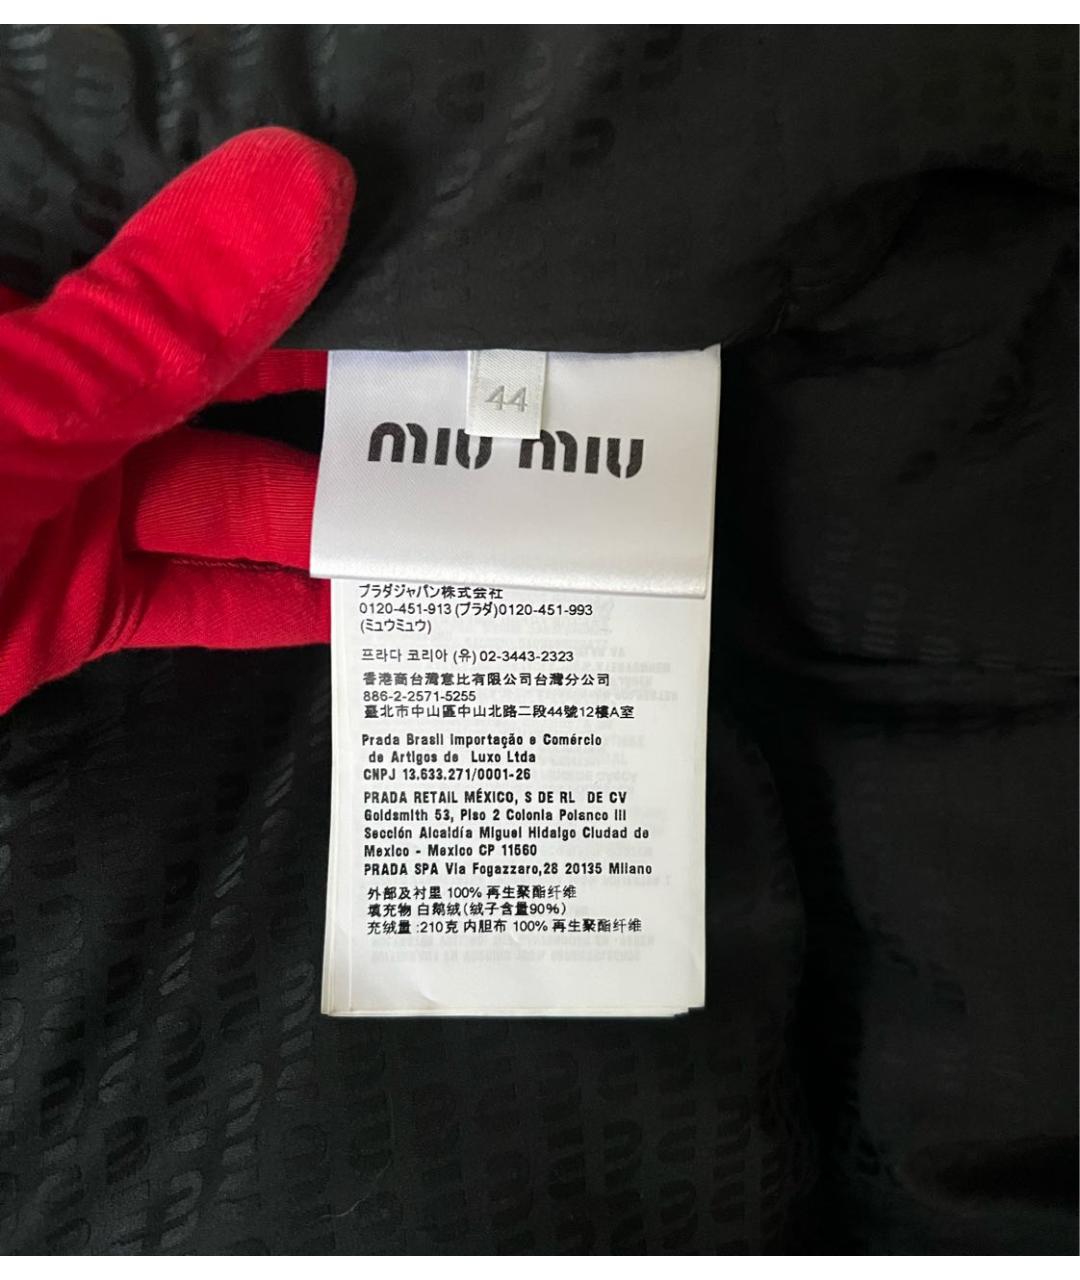 44
miu miu
プラダジャパン株式会社
0120-451-913 (プラダ)0120-451-993
(ミュウミュウ)
프라다 코리아 (유) 02-3443-2323
香港商台灣意比有限公司台灣分公司
886-2-2571-5255
臺北市中山區中山北路二段44號12樓A室
Prada Brasil Importação e Comércio
de Artigos de Luxo Ltda
CNPJ 13.633.271/0001-26
PRADA RETAIL MÉXICO, S DE RL DE CV
Goldsmith 53, Piso 2 Colonia Polanco III
Sección Alcaldía Miguel Hidalgo Ciudad de
Mexico - Mexico CP 11560
PRADA SPA Via Fogazzaro,28 20135 Milano
外部及衬里 100% 再生聚酯纤维
填充物 白鹅绒(绒子含量90%)
充绒量 :210克 内胆布 100% 再生聚酯纤维